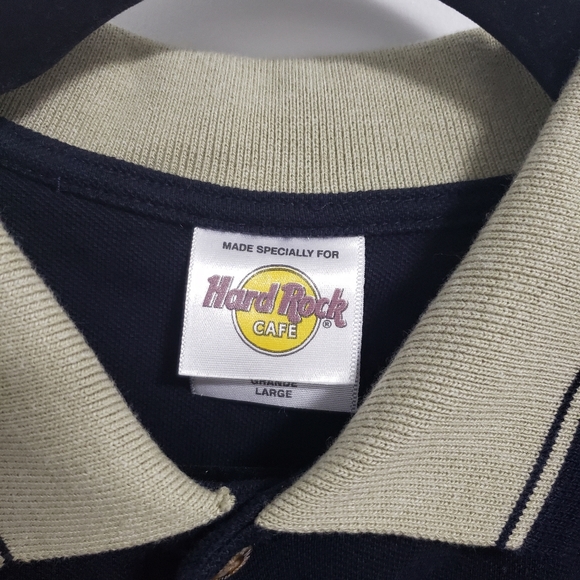 MADE SPECIALLY FOR
Hard Rock
®
CAFE
GRANDE
LARGE